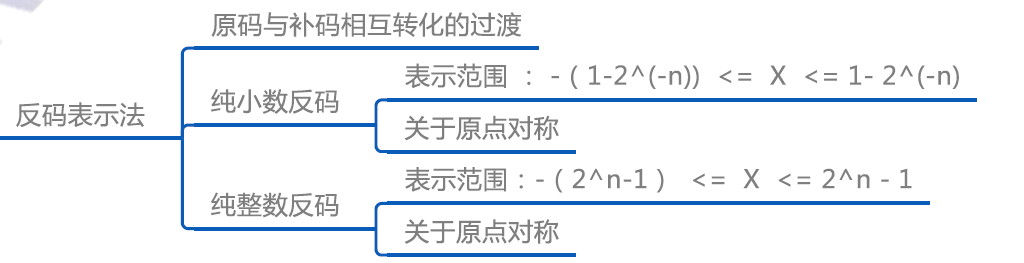 原码与补码相互转化的过渡
表示范围 ： - ( 1-2^(-n)) <= X <= 1- 2^(-n)
纯小数反码
反码表示法
关于原点对称
表示范围：- ( 2^n-1 ) <= X <= 2^n - 1
纯整数反码
关于原点对称